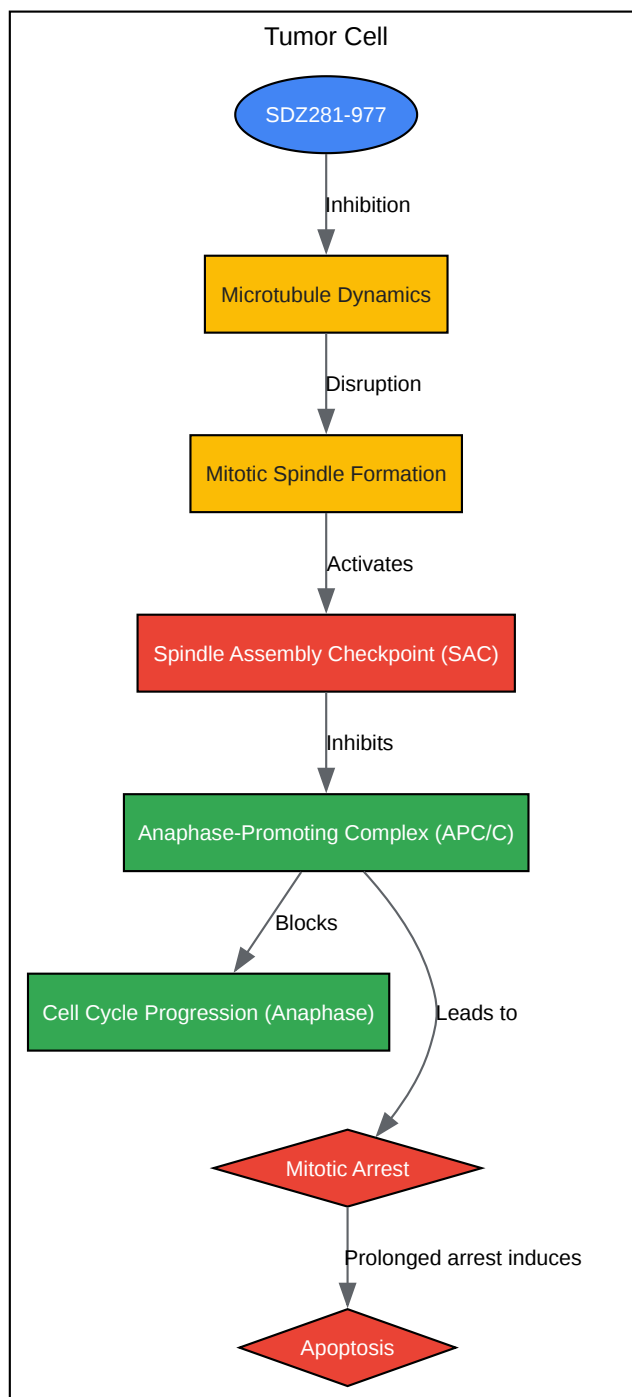 Tumor Cell
SDZ281-977
Inhibition
Microtubule Dynamics
Disruption
Mitotic Spindle Formation
Activates
Spindle Assembly Checkpoint (SAC)
Inhibits
Anaphase-Promoting Complex (APC/C)
Blocks
Cell Cycle Progression (Anaphase)
Leads to
Mitotic Arrest
Prolonged arrest induces
Apoptosis